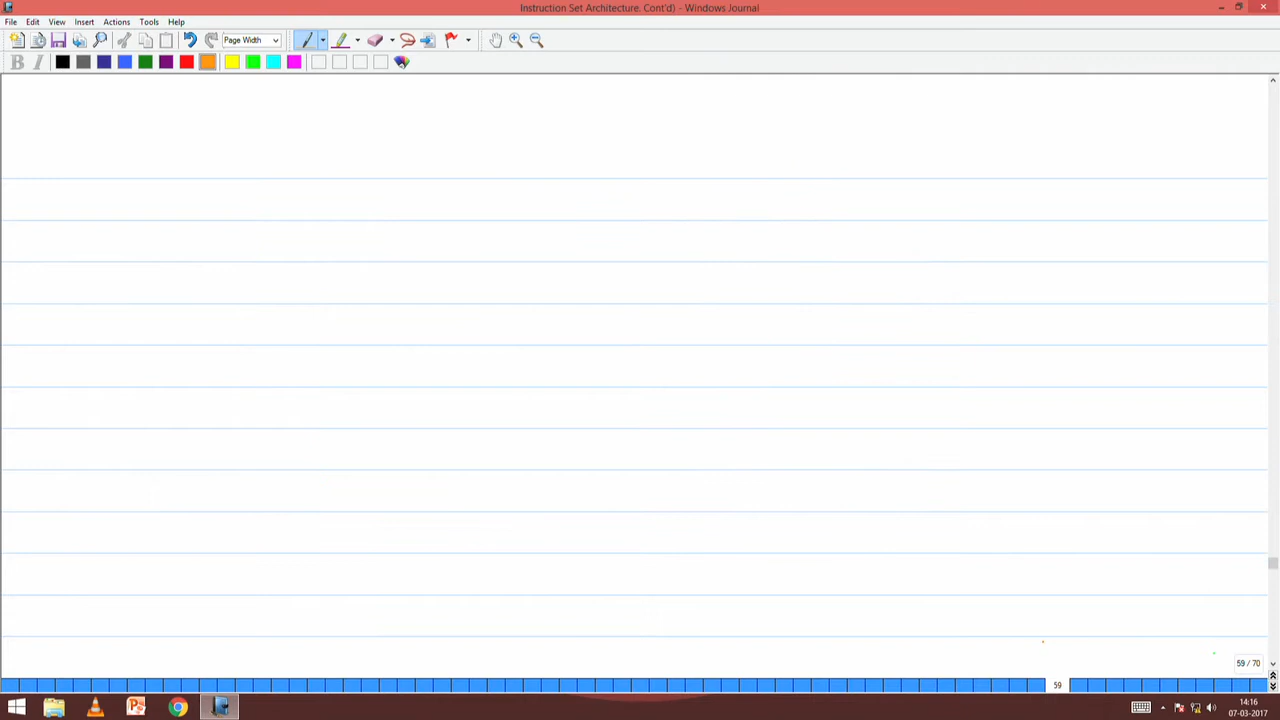 Instruction Set Architecture. Cont'd) - Windows Journal
File Edit View Insert Actions Tools Help
Page Width
B I
59 / 70
59
14:16
07-03-2017